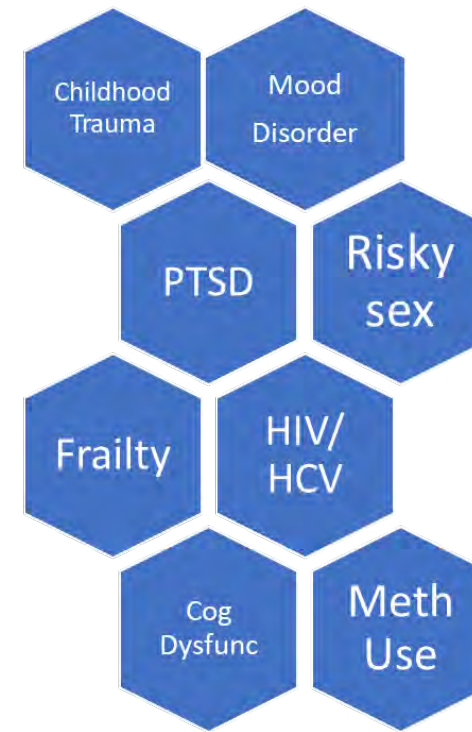 Childhood
Trauma
Mood
Disorder
PTSD
Risky
sex
Frailty
HIV/
HCV
Cog
Dysfunc
Meth
Use